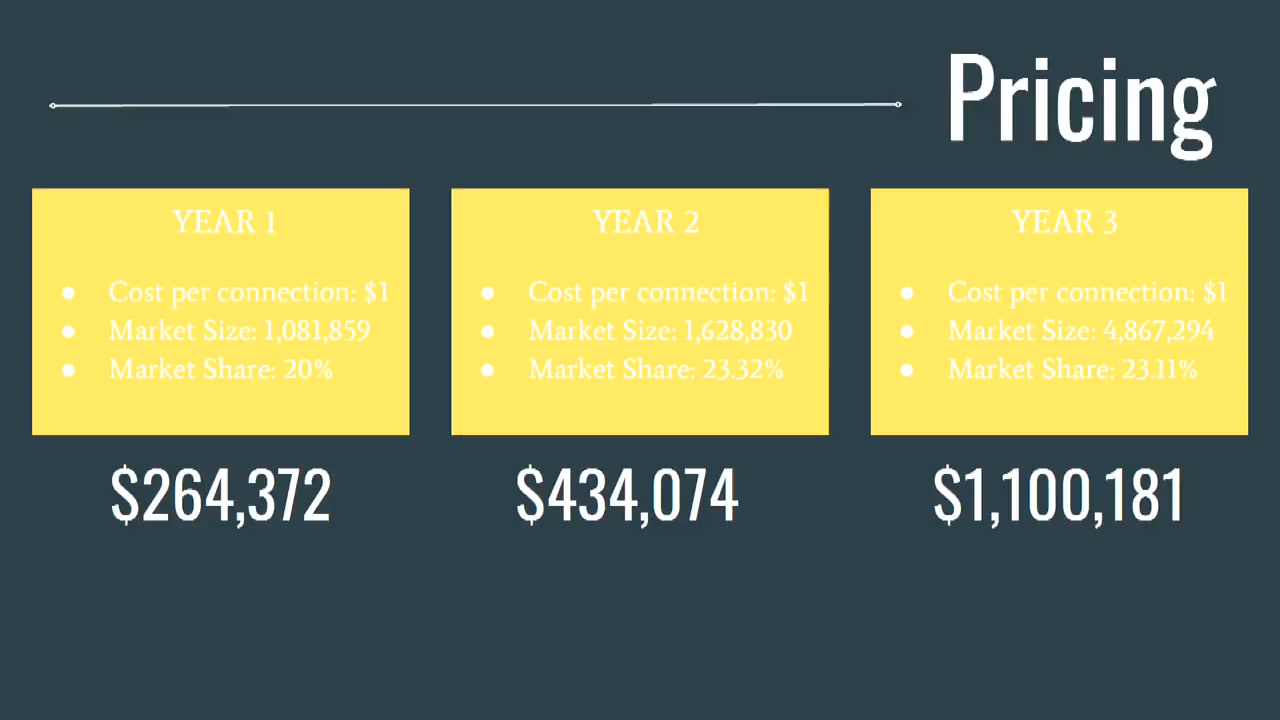 Pricing
YEAR 1
● Cost per connection: $1
● Market Size: 1,081,859
● Market Share: 20%
$264,372
YEAR 2
● Cost per connection: $1
● Market Size: 1,628,830
● Market Share: 23.32%
$434,074
YEAR 3
● Cost per connection: $1
● Market Size: 4,867,294
● Market Share: 23.11%
$1,100,181